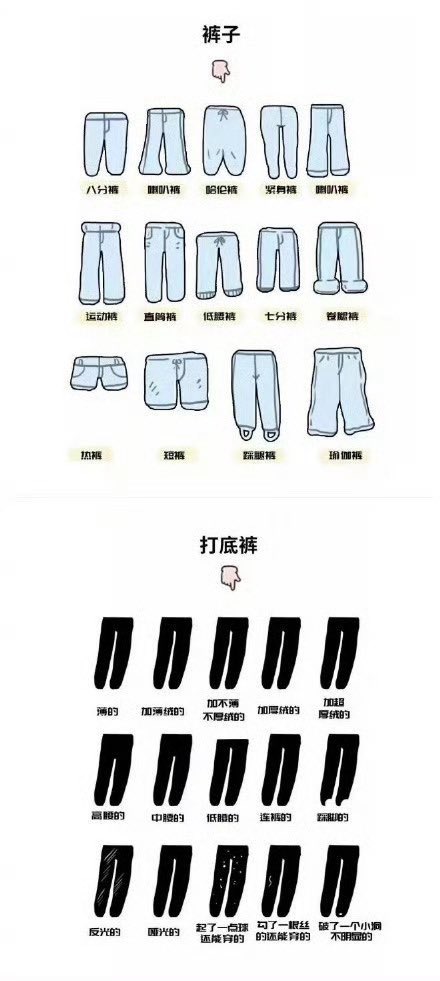 裤子
八分裤
喇叭裤
哈伦裤
紧身裤
喇叭裤
运动裤
直筒裤
低腰裤
七分裤
卷腿裤
热裤
短裤
踩腿裤
瑜伽裤
打底裤
薄的
加薄绒的
加不薄
不厚绒的
加厚绒的
加超
厚绒的
高腰的
中腰的
低腰的
连裤的
踩脚的
反光的
哑光的
起了一点球
还能穿的
勾了一根丝
的还能穿的
破了一个小洞
不明显的